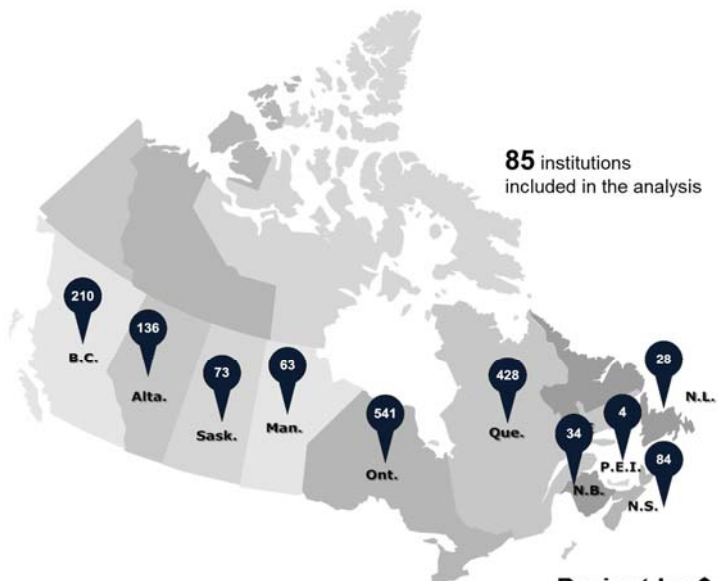 85 institutions
included in the analysis
210
B.C.
136
Alta.
73
Sask.
63
Man.
541
Ont.
428
Que.
28
N.L.
4
P.E.I.
34
N.B.
84
N.S.